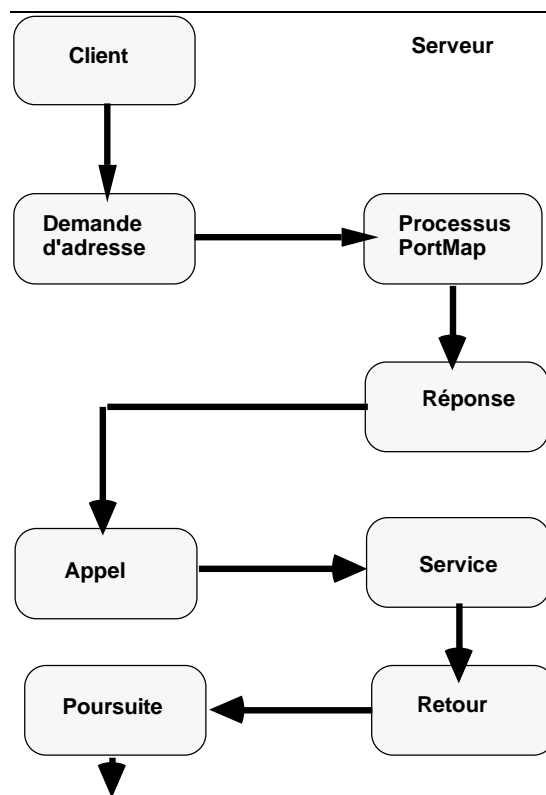 Serveur
Client
Demande
d'adresse
Processus
PortMap
Réponse
Appel
Service
Poursuite
Retour